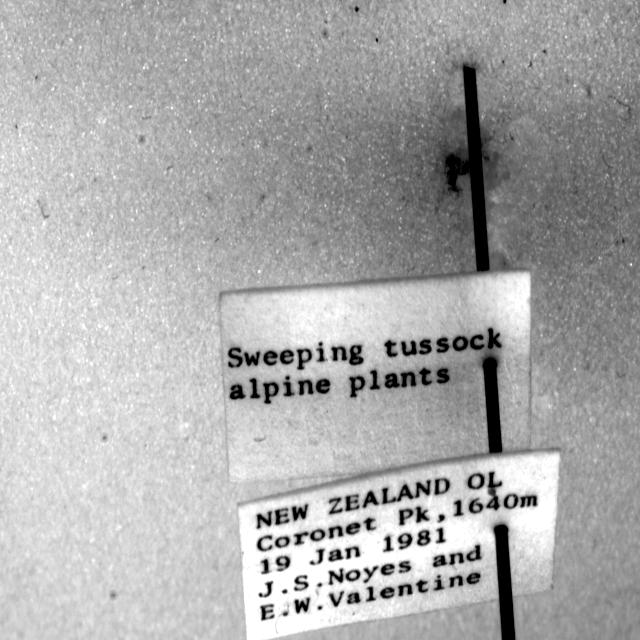 Sweeping tussock
alpine plants
NEW ZEALAND OL
Coronet Pk.1640m
19 Jan 1981
J.S.Noyes and
E.W.Valentine